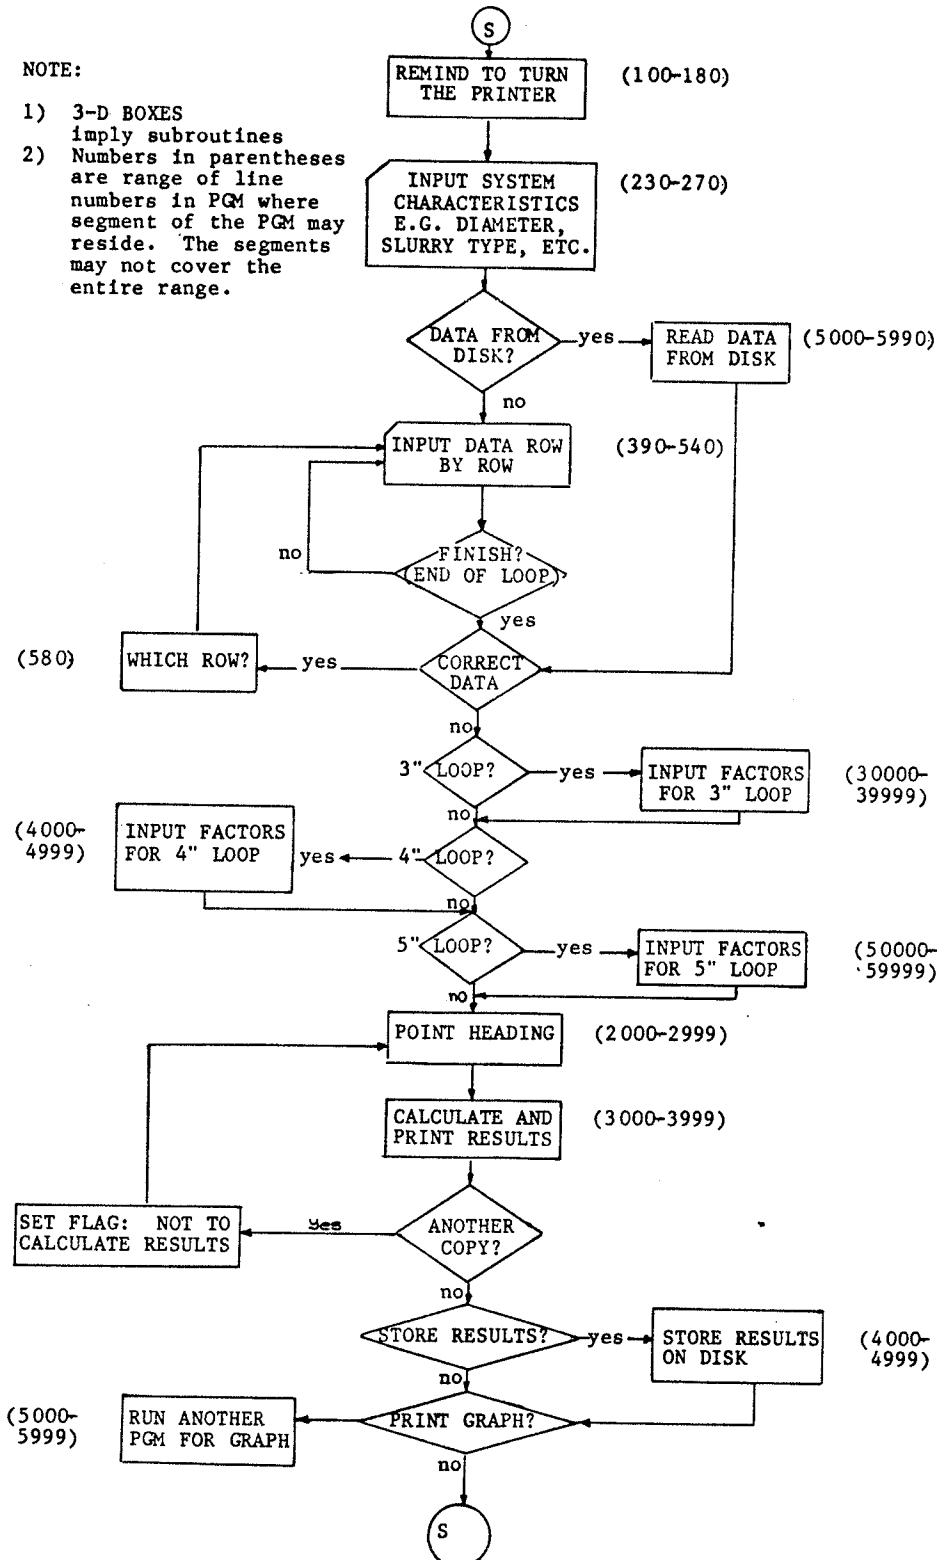 S
NOTE:
1) 3-D BOXES
imply subroutines
2) Numbers in parentheses
are range of line
numbers in PGM where
segment of the PGM may
reside. The segments
may not cover the
entire range.
REMIND TO TURN
THE PRINTER
(100-180)
INPUT SYSTEM
CHARACTERISTICS
E.G. DIAMETER,
SLURRY TYPE, ETC.
(230-270)
DATA FROM
DISK?
yes
READ DATA
FROM DISK
(5000-5990)
no
INPUT DATA ROW
BY ROW
(390-540)
no
FINISH?
(END OF LOOP)
yes
(580)
WHICH ROW?
yes
CORRECT
DATA
no
3" LOOP?
yes
INPUT FACTORS
FOR 3" LOOP
(30000-
39999)
no
(4000-
4999)
INPUT FACTORS
FOR 4" LOOP
yes
4" LOOP?
no
5" LOOP?
yes
INPUT FACTORS
FOR 5" LOOP
(50000-
59999)
no
POINT HEADING
(2000-2999)
CALCULATE AND
PRINT RESULTS
(3000-3999)
SET FLAG: NOT TO
CALCULATE RESULTS
yes
ANOTHER
COPY?
no
STORE RESULTS?
yes
STORE RESULTS
ON DISK
(4000-
4999)
no
(5000-
5999)
RUN ANOTHER
PGM FOR GRAPH
PRINT GRAPH?
no
S